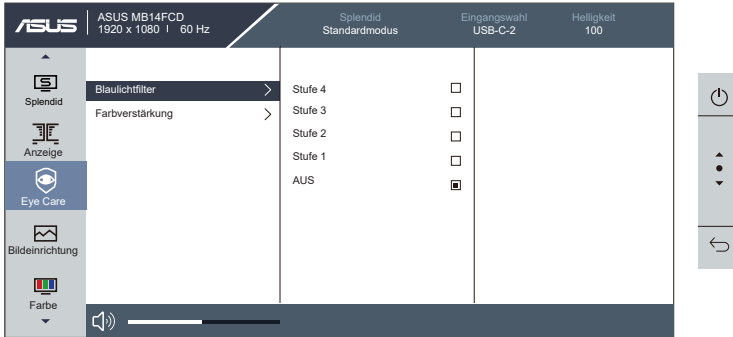 ASUS
ASUS MB14FCD
1920 x 1080 I 60 Hz
Splendid
Standardmodus
Eingangswahl
USB-C-2
Helligkeit
100
Splendid
Anzeige
Eye Care
Bildeinrichtung
Farbe
Blaulichtfilter
Farbverstärkung
Stufe 4
Stufe 3
Stufe 2
Stufe 1
AUS